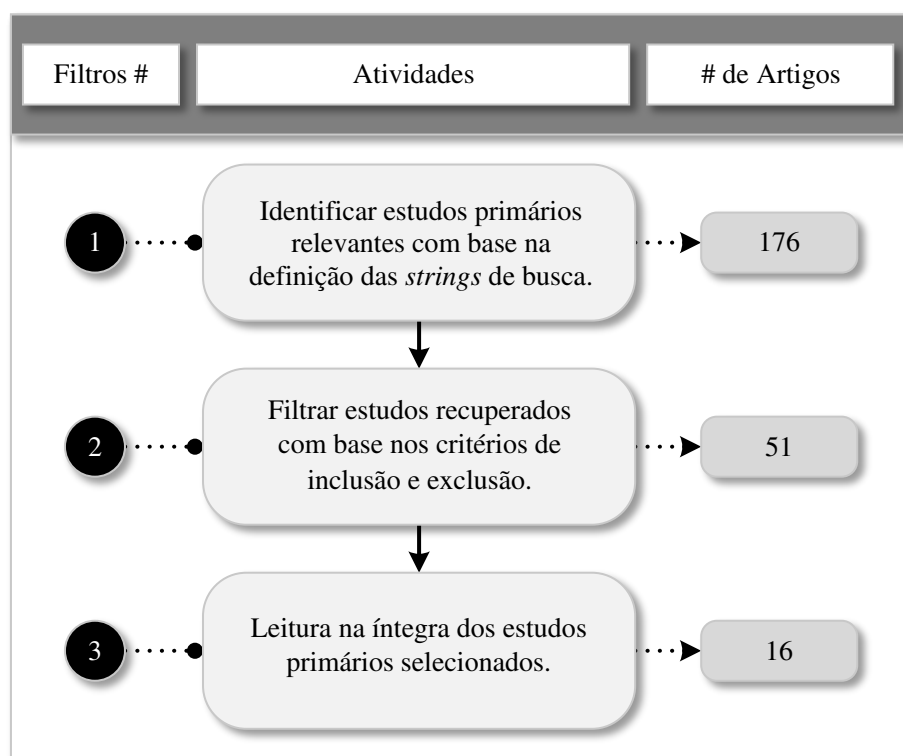 Filtros #
Atividades
# de Artigos
1
Identificar estudos primários
relevantes com base na
definição das strings de busca.
176
2
Filtrar estudos recuperados
com base nos critérios de
inclusão e exclusão.
51
3
Leitura na íntegra dos estudos
primários selecionados.
16